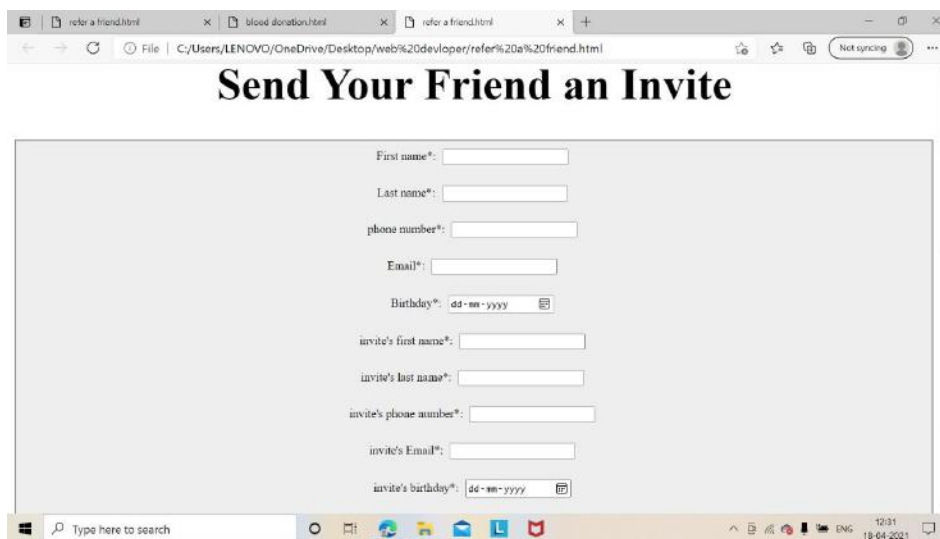 refer a friend.html
blood donation.html
refer a friend.html
File
C:/Users/LENOVO/OneDrive/Desktop/web%20devloper/refer%20a%20friend.html
Not syncing
Send Your Friend an Invite
First name*:
Last name*:
phone number*:
Email*:
Birthday*: dd-mm-yyyy
invite's first name*:
invite's last name*:
invite's phone number*:
invite's Email*:
invite's birthday*: dd-mm-yyyy
Type here to search
L
ENG
12:31
18-04-2021